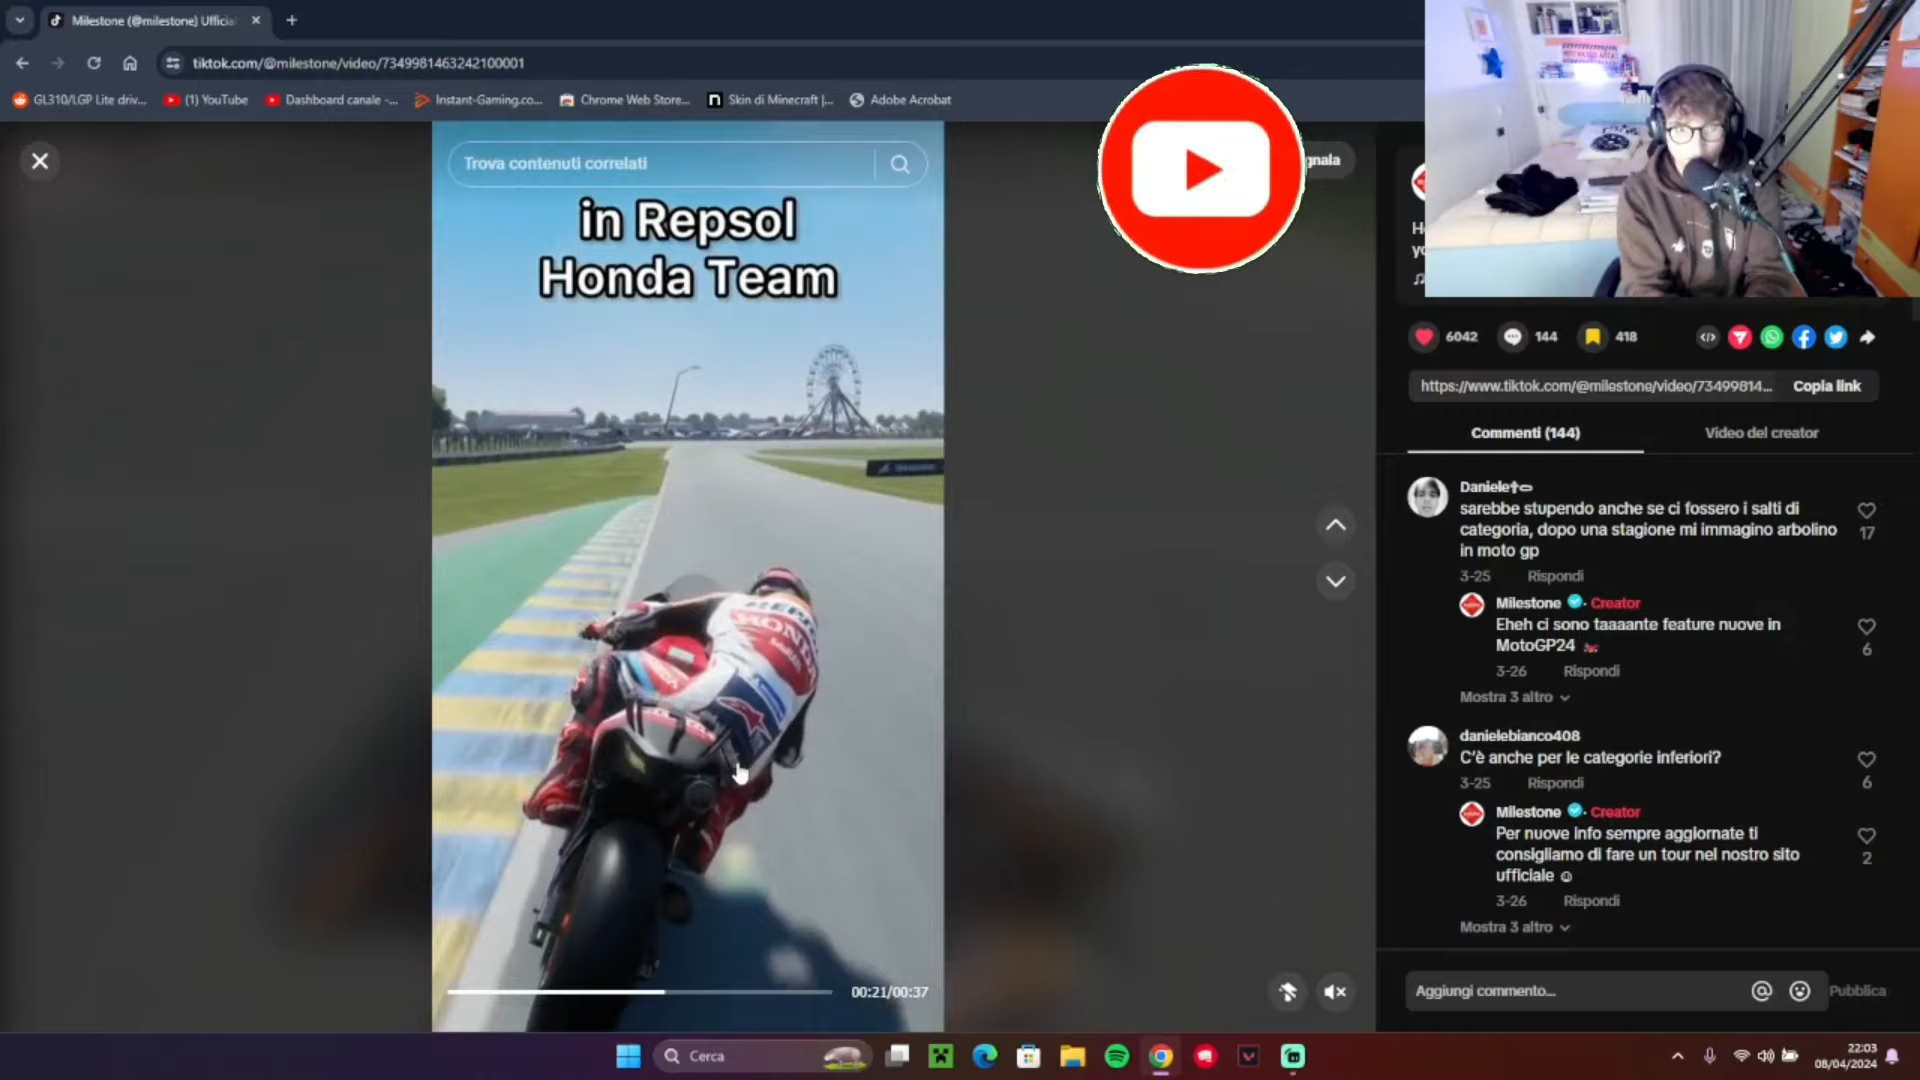 Milestone (@milestone) Ufficia
tiktok.com/@milestone/video/7349981463242100001
GL310/LGP Lite driv...
(1) YouTube
Dashboard canale -...
Instant-Gaming.co...
Chrome Web Store...
Skin di Minecraft |...
Adobe Acrobat
Trova contenuti correlati
gnala
in Repsol
Honda Team
REPSOL
HONDA
00:21/00:37
6042
144
418
https://www.tiktok.com/@milestone/video/73499814...
Copia link
Commenti (144)
Video del creator
Daniele
sarebbe stupendo anche se ci fossero i salti di
categoria, dopo una stagione mi immagino arbolino
in moto gp
17
3-25 Rispondi
Milestone · Creator
Eheh ci sono taaaante feature nuove in
MotoGP24
6
3-26 Rispondi
Mostra 3 altro
danielebianco408
C'è anche per le categorie inferiori?
6
3-25 Rispondi
Milestone · Creator
Per nuove info sempre aggiornate ti
consigliamo di fare un tour nel nostro sito
ufficiale ☺
2
3-26 Rispondi
Mostra 3 altro
Aggiungi commento...
Pubblica
Cerca
22:03
08/04/2024